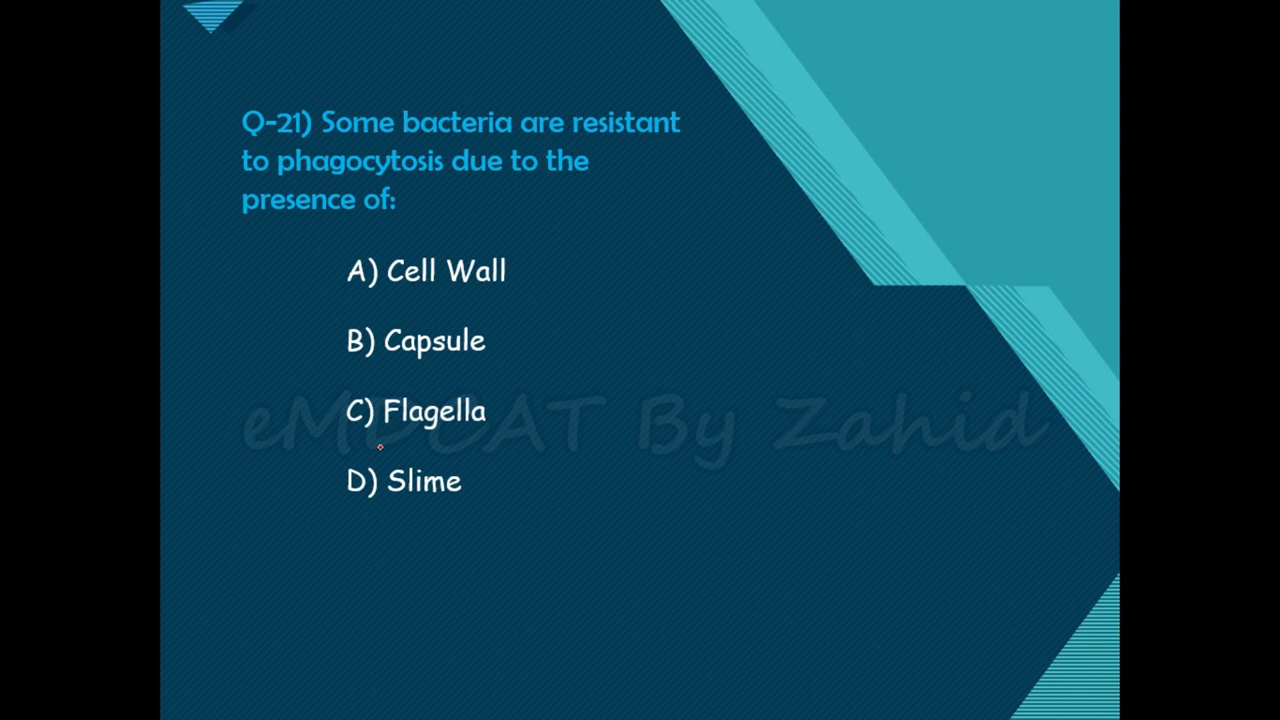 Q-21) Some bacteria are resistant
to phagocytosis due to the
presence of:
A) Cell Wall
B) Capsule
C) Flagella
D) Slime
eMDCAT By Zahid